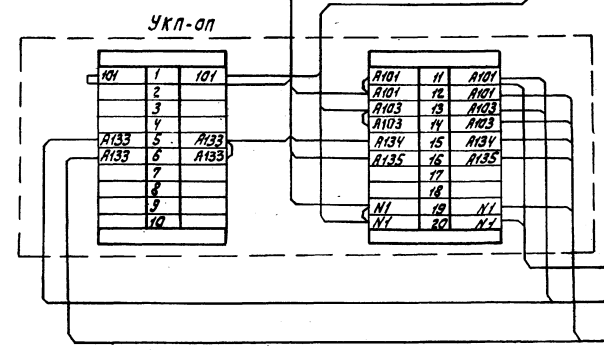 Укп-ап
101 1 101
2
3
4
А133 5 А133
А133 6 А133
7
8
9
10
А101 11 А101
А101 12 А101
А103 13 А103
А103 14 А103
А134 15 А134
А135 16 А135
17
18
N1 19 N1
N1 20 N1